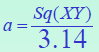 a = Sq(XY) / 3.14